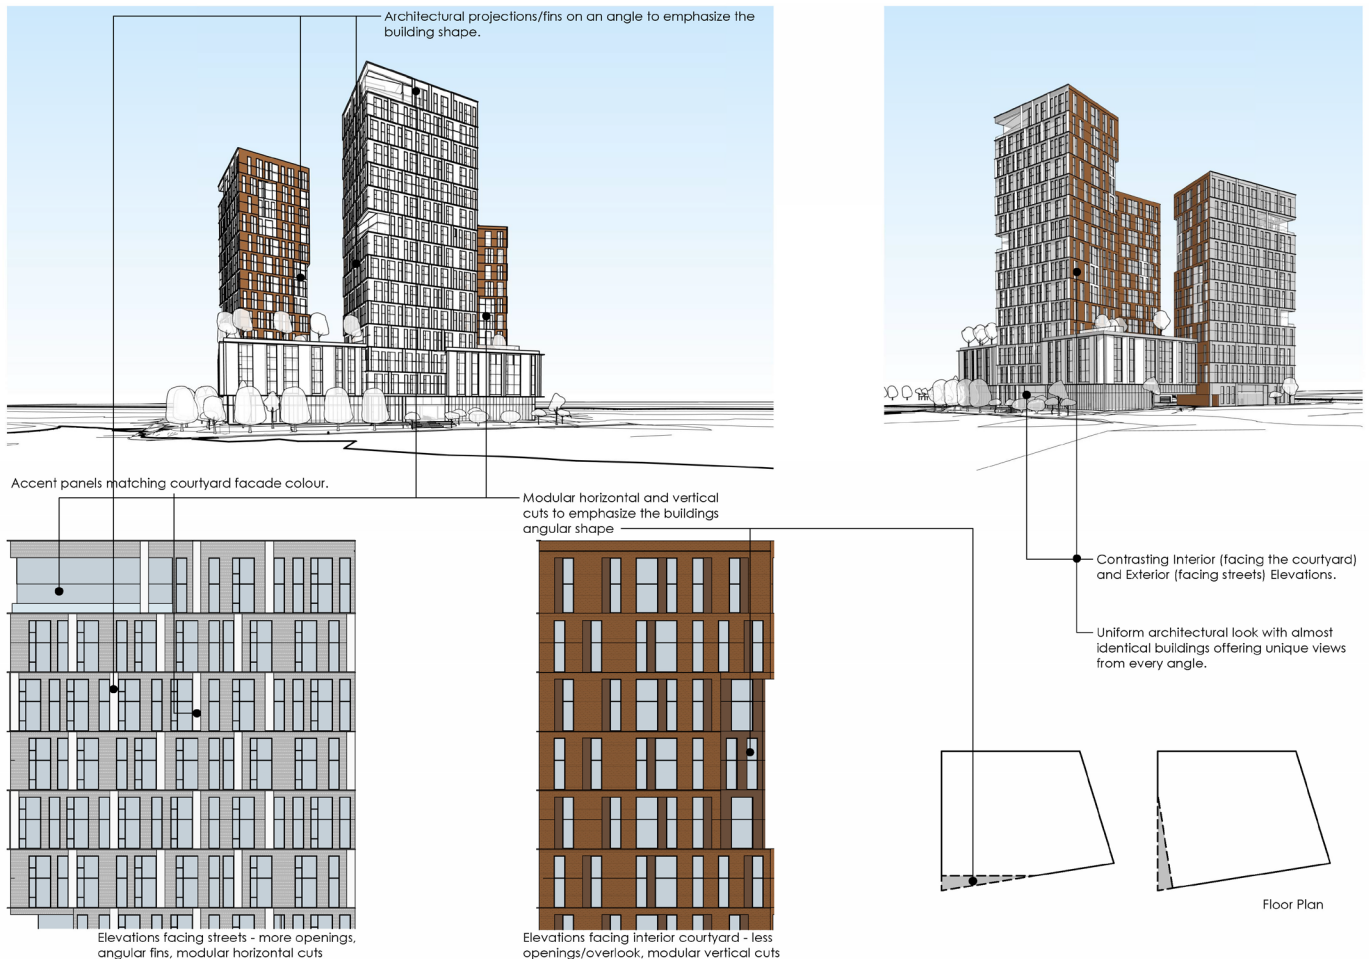 Architectural projections/fins on an angle to emphasize the
building shape.
Accent panels matching courtyard facade colour.
Modular horizontal and vertical
cuts to emphasize the buildings
angular shape
Contrasting Interior (facing the courtyard)
and Exterior (facing streets) Elevations.
Uniform architectural look with almost
identical buildings offering unique views
from every angle.
Floor Plan
Elevations facing streets - more openings,
angular fins, modular horizontal cuts
Elevations facing interior courtyard - less
openings/overlook, modular vertical cuts